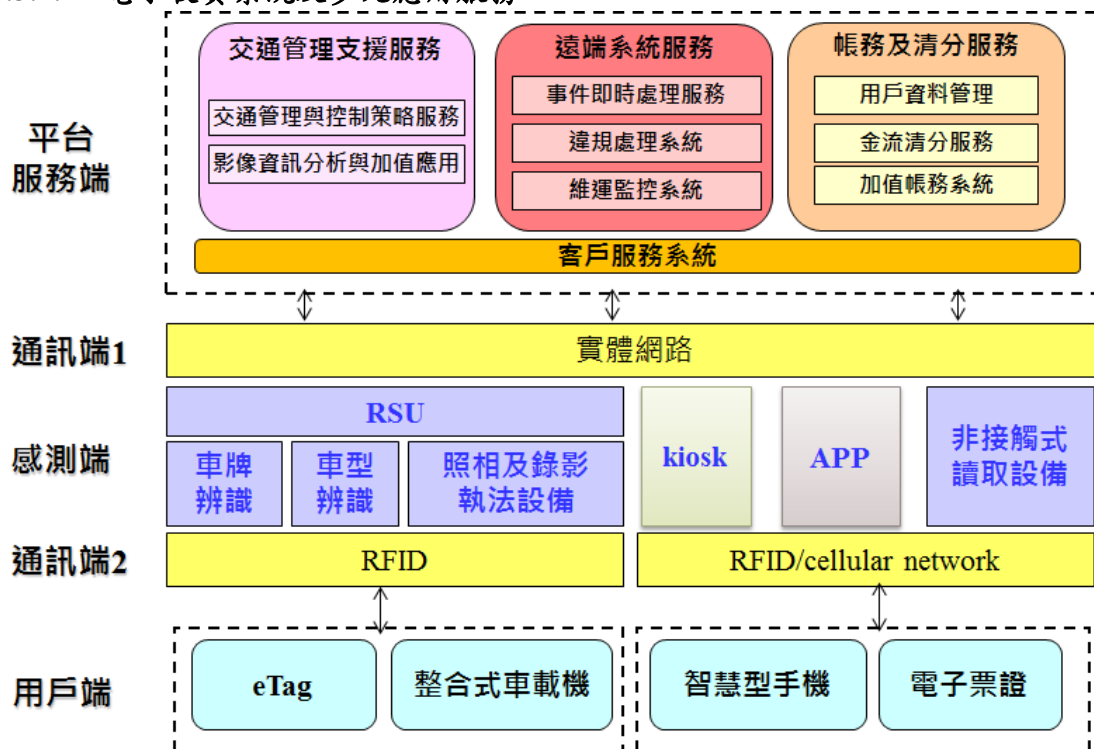 交通管理支援服務
交通管理與控制策略服務
影像資訊分析與加值應用
遠端系統服務
事件即時處理服務
違規處理系統
維運監控系統
帳務及清分服務
用戶資料管理
金流清分服務
加值帳務系統
平台
服務端
客戶服務系統
通訊端1
實體網路
感測端
RSU
車牌
辨識
車型
辨識
照相及錄影
執法設備
kiosk
APP
非接觸式
讀取設備
通訊端2
RFID
RFID/cellular network
用戶端
eTag
整合式車載機
智慧型手機
電子票證